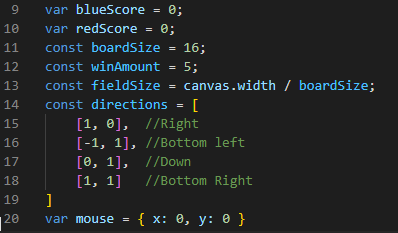 9 var blueScore = 0;
10 var redScore = 0;
11 const boardSize = 16;
12 const winAmount = 5;
13 const fieldSize = canvas.width / boardSize;
14 const directions = [
15     [1, 0],  //Right
16     [-1, 1], //Bottom left
17     [0, 1],  //Down
18     [1, 1]   //Bottom Right
19 ]
20 var mouse = { x: 0, y: 0 }